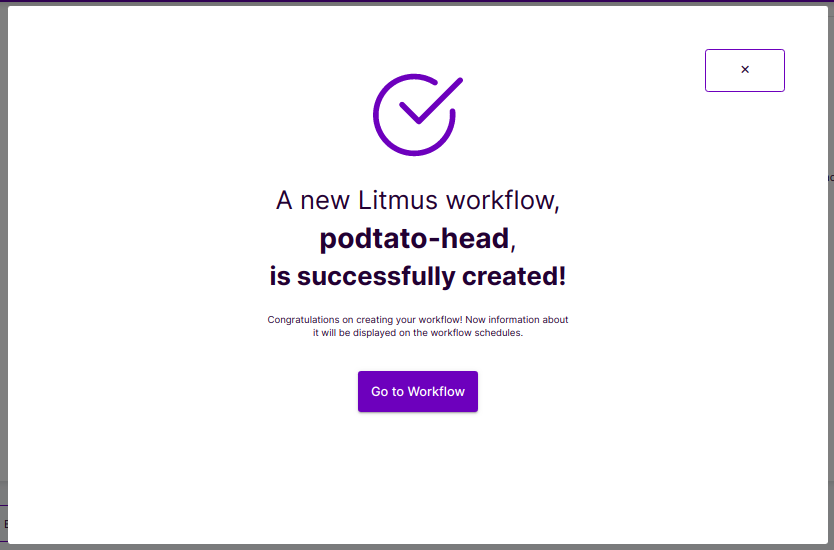 ×
A new Litmus workflow,
podtato-head,
is successfully created!
Congratulations on creating your workflow! Now information about
it will be displayed on the workflow schedules.
Go to Workflow